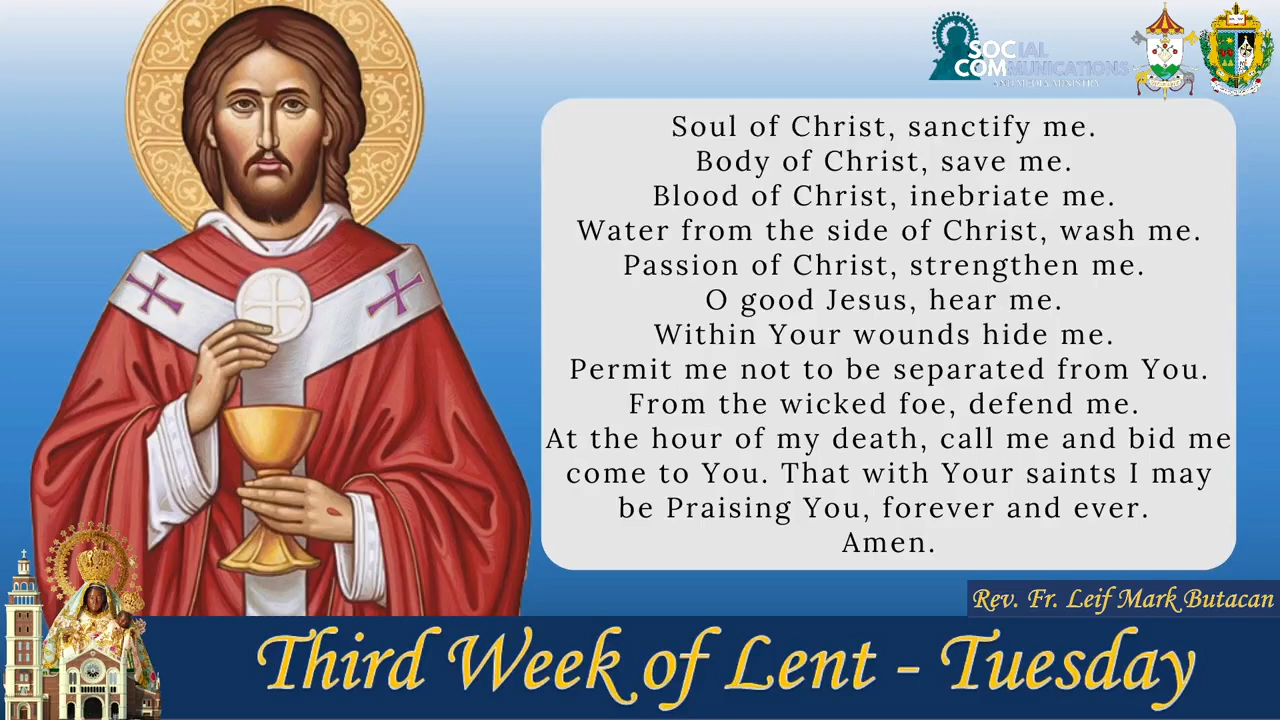 SOCIAL
COMMUNICATIONS
AND MEDIA MINISTRY
Soul of Christ, sanctify me.
Body of Christ, save me.
Blood of Christ, inebriate me.
Water from the side of Christ, wash me.
Passion of Christ, strengthen me.
O good Jesus, hear me.
Within Your wounds hide me.
Permit me not to be separated from You.
From the wicked foe, defend me.
At the hour of my death, call me and bid me
come to You. That with Your saints I may
be Praising You, forever and ever.
Amen.
Rev. Fr. Leif Mark Butacan
Third Week of Lent - Tuesday